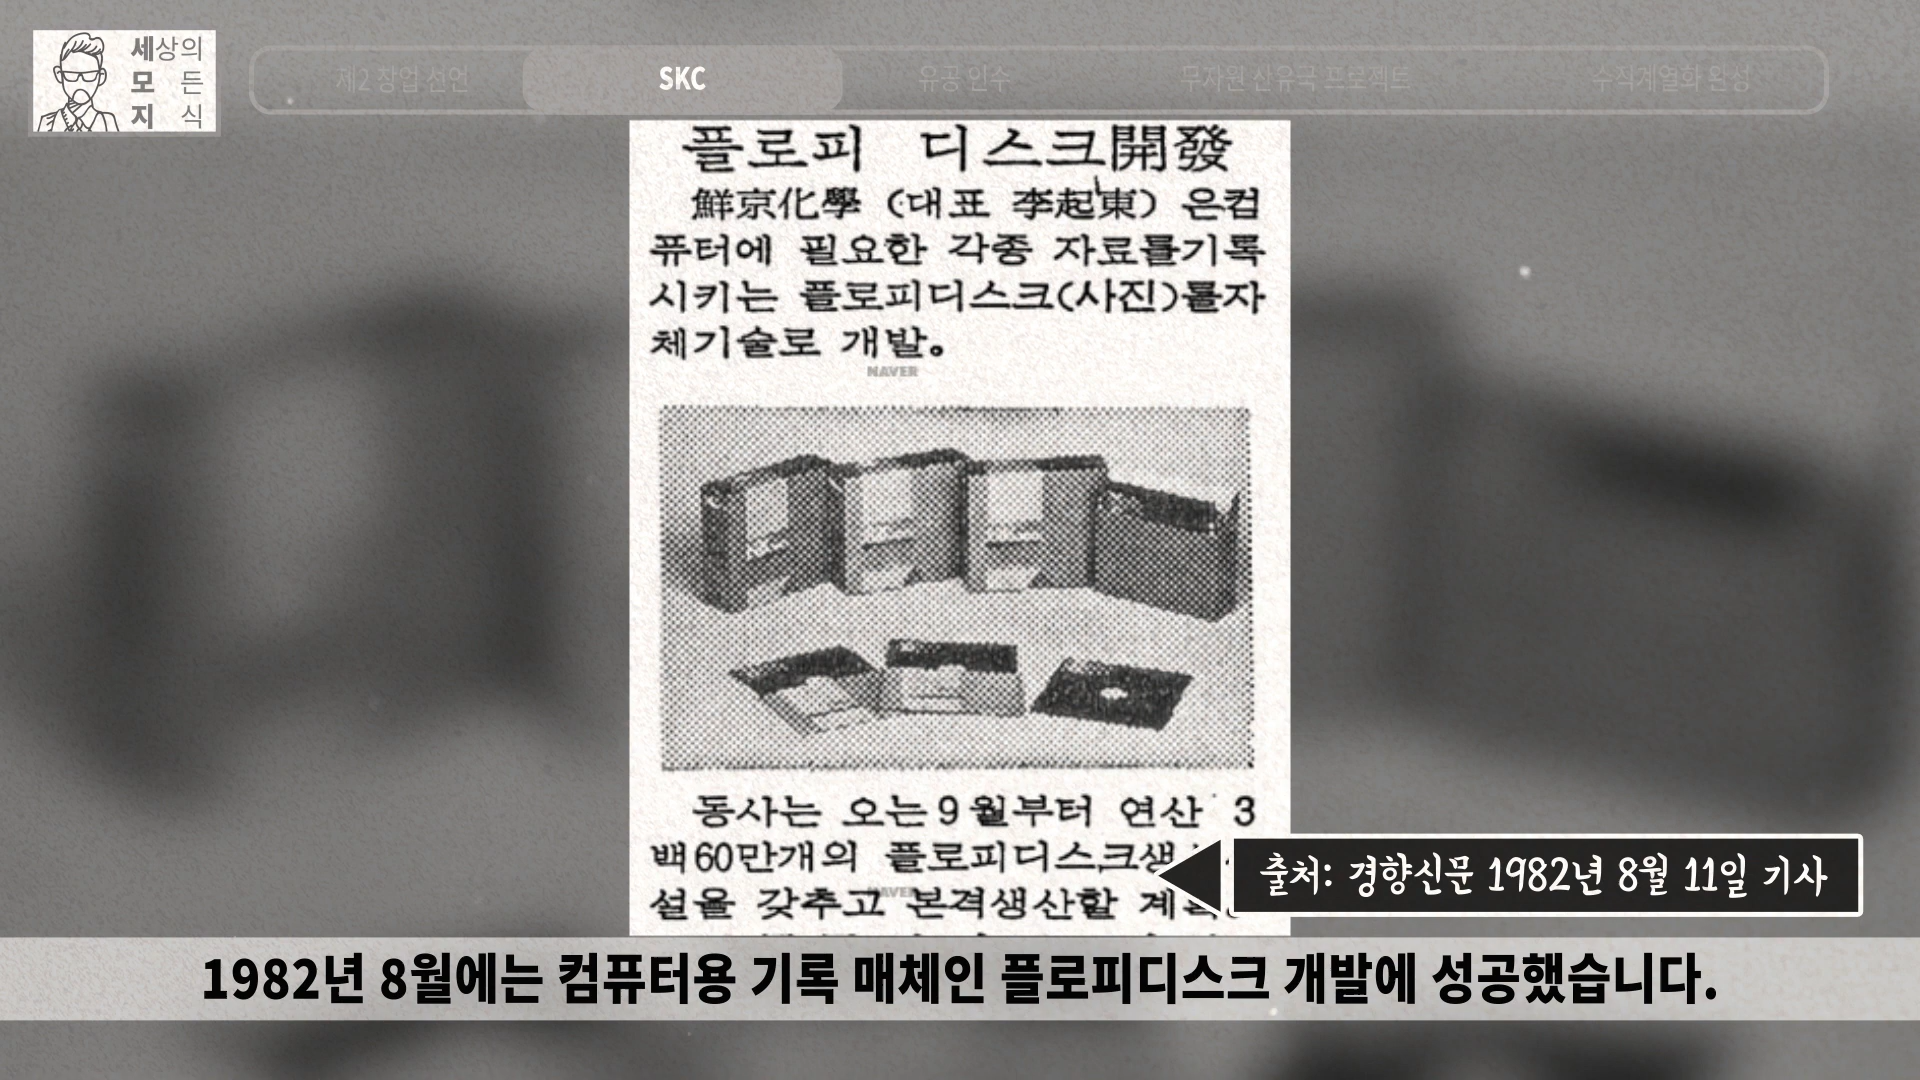 세상의
모든
지식
제2 창업 선언
SKC
유공 인수
무자원 산유국 프로젝트
수직계열화 완성
플로피 디스크開發
鮮京化學 (대표 李起東) 은컴
퓨터에 필요한 각종 자료를기록
시키는 플로피디스크(사진)를자
체기술로 개발。
NAVER
동사는 오는9월부터 연산 3
백60만개의 플로피디스크생
설을 갖추고 본격생산할
NAVER
출처: 경향신문 1982년 8월 11일 기사
1982년 8월에는 컴퓨터용 기록 매체인 플로피디스크 개발에 성공했습니다.